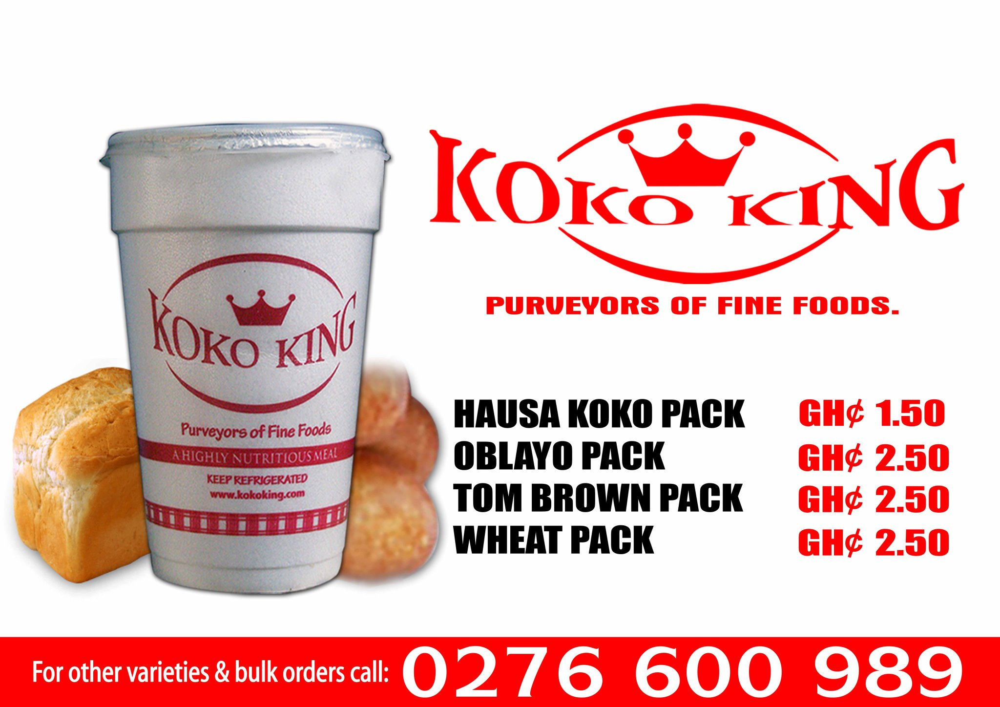 KOKO KING
PURVEYORS OF FINE FOODS.
KOKO KING
Purveyors of Fine Foods
A HIGHLY NUTRITIOUS MEAL
KEEP REFRIGERATED
www.kokoking.com
HAUSA KOKO PACK GH¢ 1.50
OBLAYO PACK GH¢ 2.50
TOM BROWN PACK GH¢ 2.50
WHEAT PACK GH¢ 2.50
For other varieties & bulk orders call: 0276 600 989